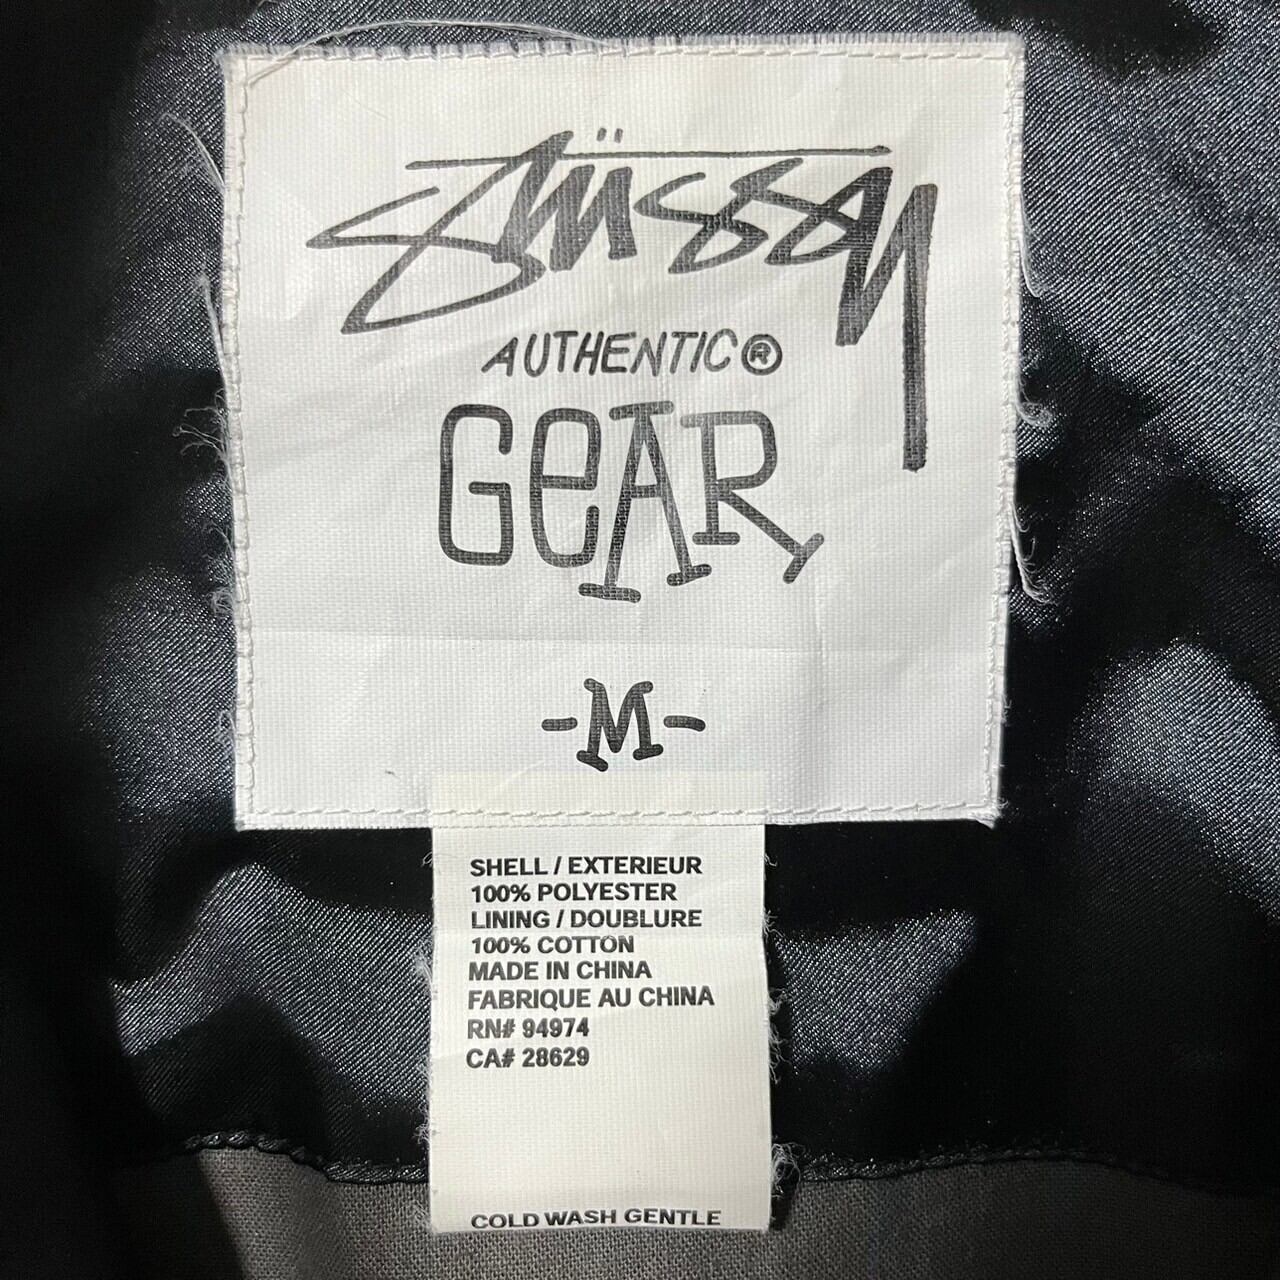 STÜSSY
AUTHENTIC®
GeAR
-M-
SHELL / EXTERIEUR
100% POLYESTER
LINING / DOUBLURE
100% COTTON
MADE IN CHINA
FABRIQUE AU CHINA
RN# 94974
CA# 28629
COLD WASH GENTLE